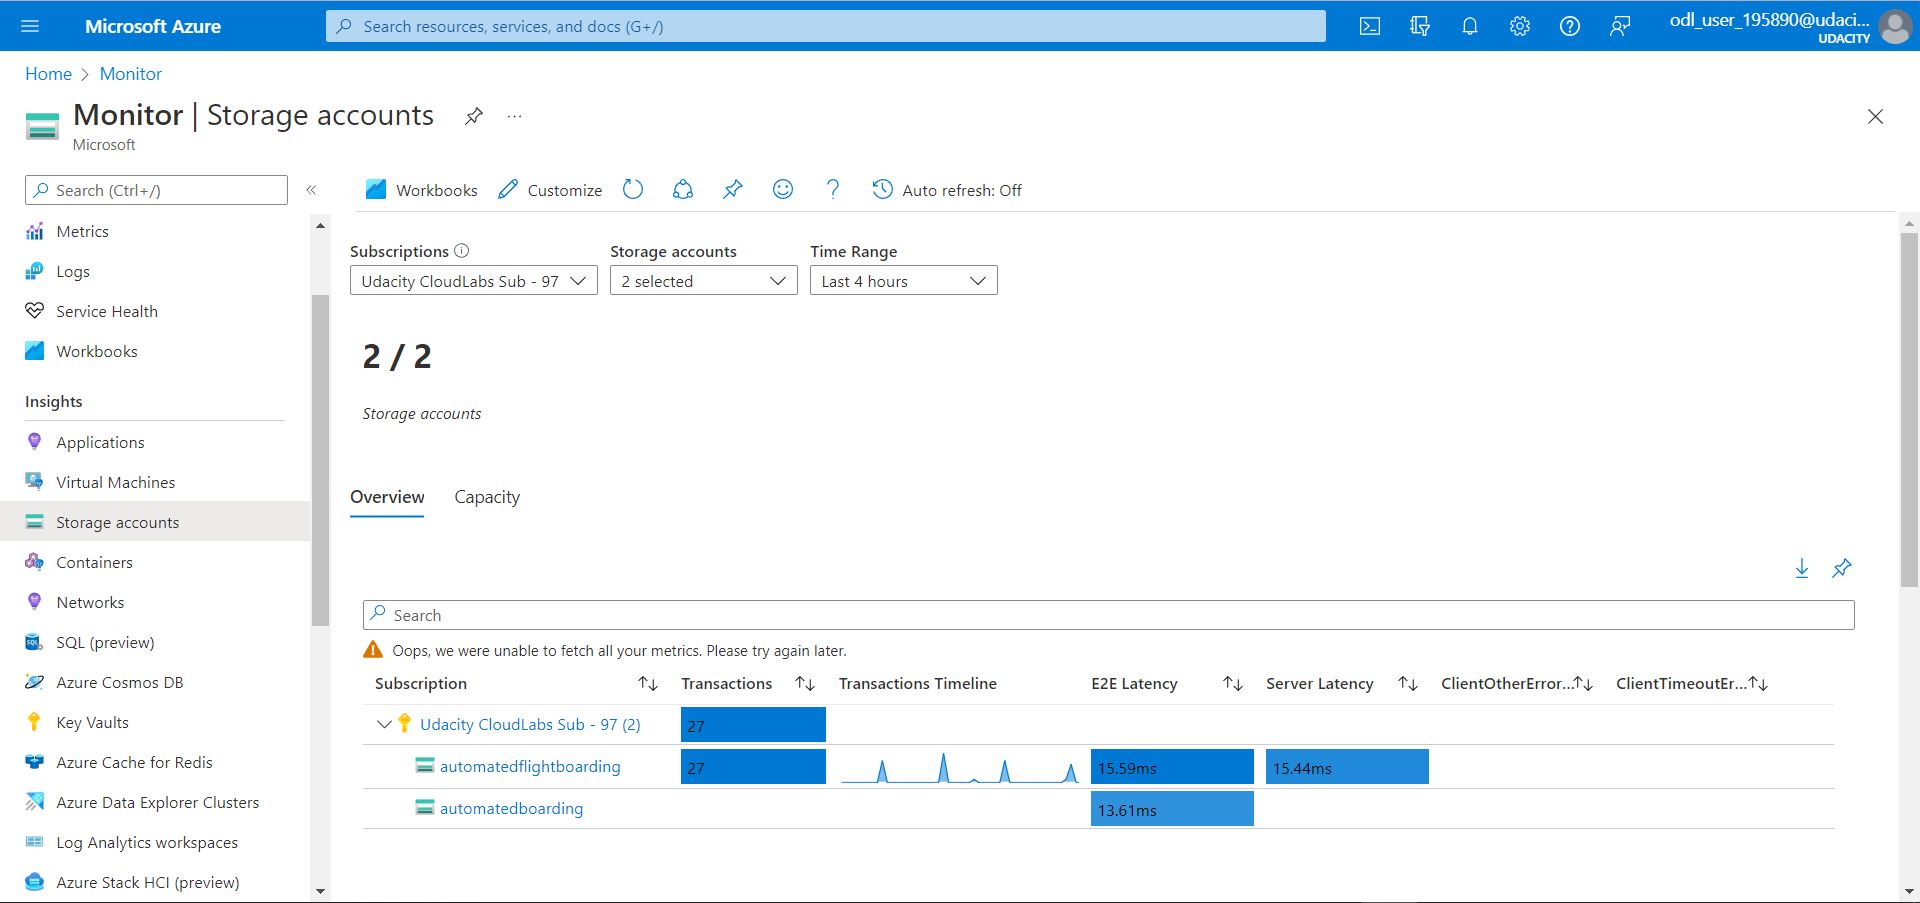 Microsoft Azure
Search resources, services, and docs (G+/)
odl_user_195890@udaci...
UDACITY
Home > Monitor
Monitor | Storage accounts
...
Microsoft
Search (Ctrl+/)
«
Metrics
Logs
Service Health
Workbooks
Insights
Applications
Virtual Machines
Storage accounts
Containers
Networks
SQL (preview)
Azure Cosmos DB
Key Vaults
Azure Cache for Redis
Azure Data Explorer Clusters
Log Analytics workspaces
Azure Stack HCI (preview)
Workbooks
Customize
?
Auto refresh: Off
Subscriptions
Storage accounts
Time Range
Udacity CloudLabs Sub - 97
2 selected
Last 4 hours
2 / 2
Storage accounts
Overview
Capacity
Search
Oops, we were unable to fetch all your metrics. Please try again later.
Subscription
Transactions
Transactions Timeline
E2E Latency
Server Latency
ClientOtherError...
ClientTimeoutEr...
Udacity CloudLabs Sub - 97 (2)
27
automatedflightboarding
27
15.59ms
15.44ms
automatedboarding
13.61ms